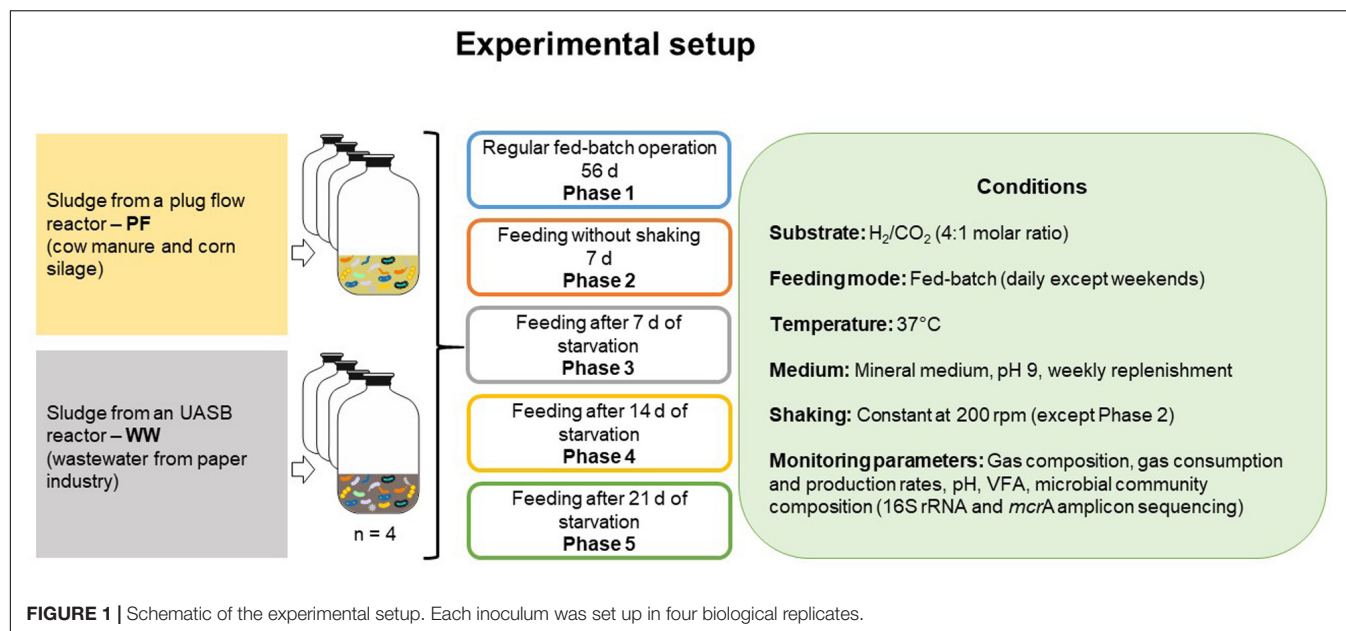 Experimental setup
Sludge from a plug flow
reactor – PF
(cow manure and corn
silage)
Sludge from an UASB
reactor – WW
(wastewater from paper
industry)
n = 4
Regular fed-batch operation
56 d
Phase 1
Feeding without shaking
7 d
Phase 2
Feeding after 7 d of
starvation
Phase 3
Feeding after 14 d of
starvation
Phase 4
Feeding after 21 d of
starvation
Phase 5
Conditions
Substrate: H₂/CO₂ (4:1 molar ratio)
Feeding mode: Fed-batch (daily except weekends)
Temperature: 37°C
Medium: Mineral medium, pH 9, weekly replenishment
Shaking: Constant at 200 rpm (except Phase 2)
Monitoring parameters: Gas composition, gas consumption
and production rates, pH, VFA, microbial community
composition (16S rRNA and mcrA amplicon sequencing)
FIGURE 1 | Schematic of the experimental setup. Each inoculum was set up in four biological replicates.